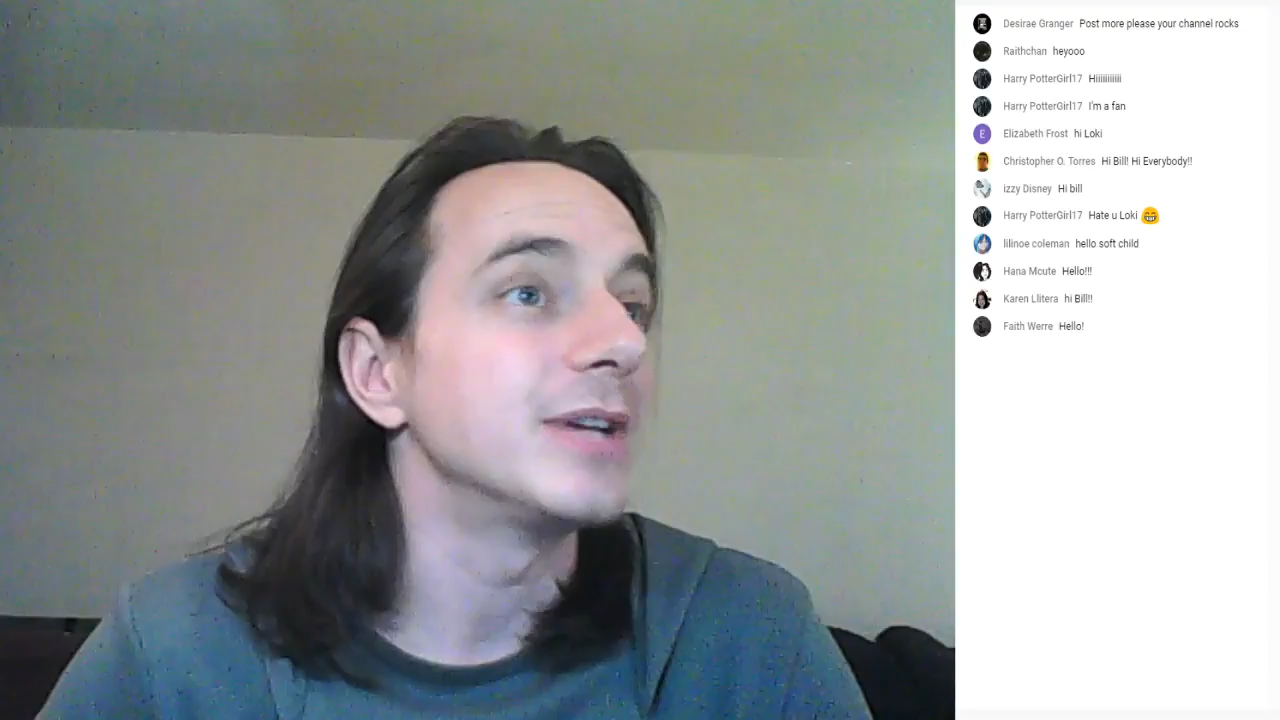 Desirae Granger Post more please your channel rocks
Raithchan heyooo
Harry PotterGirl17 Hiiiiiiiiiiii
Harry PotterGirl17 I'm a fan
E Elizabeth Frost hi Loki
Christopher O. Torres Hi Bill! Hi Everybody!!
izzy Disney Hi bill
Harry PotterGirl17 Hate u Loki 😁
lilinoe coleman hello soft child
Hana Mcute Hello!!!
Karen Llitera hi Bill!!
Faith Werre Hello!